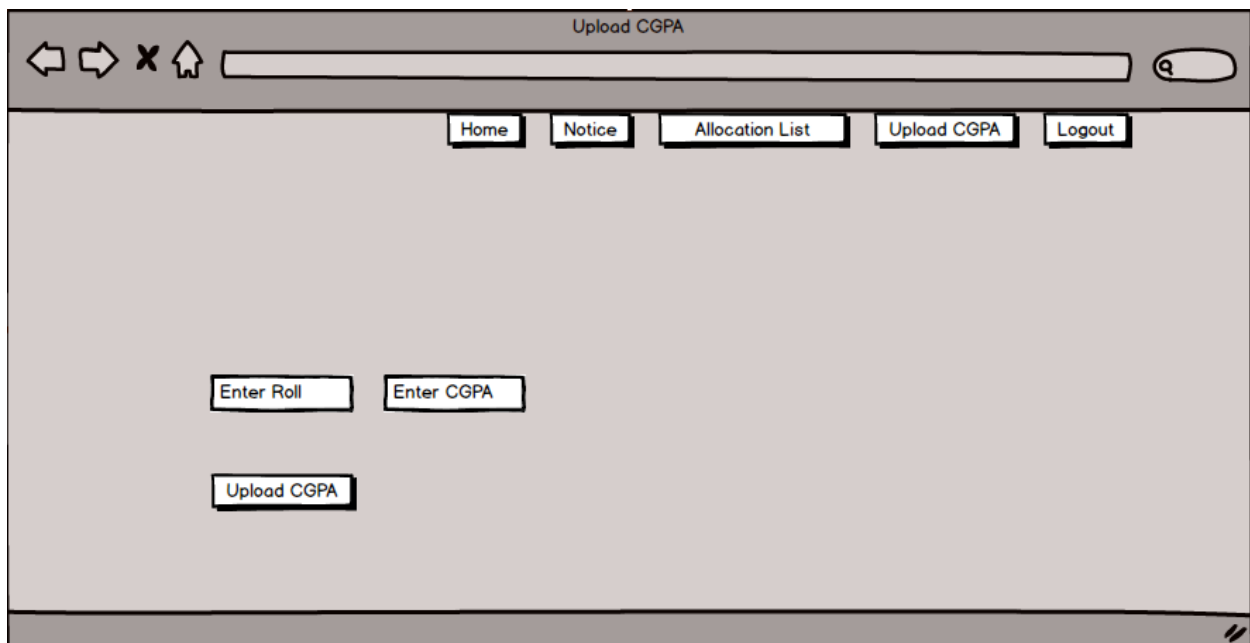 Upload CGPA
Home Notice Allocation List Upload CGPA Logout
Enter Roll Enter CGPA
Upload CGPA